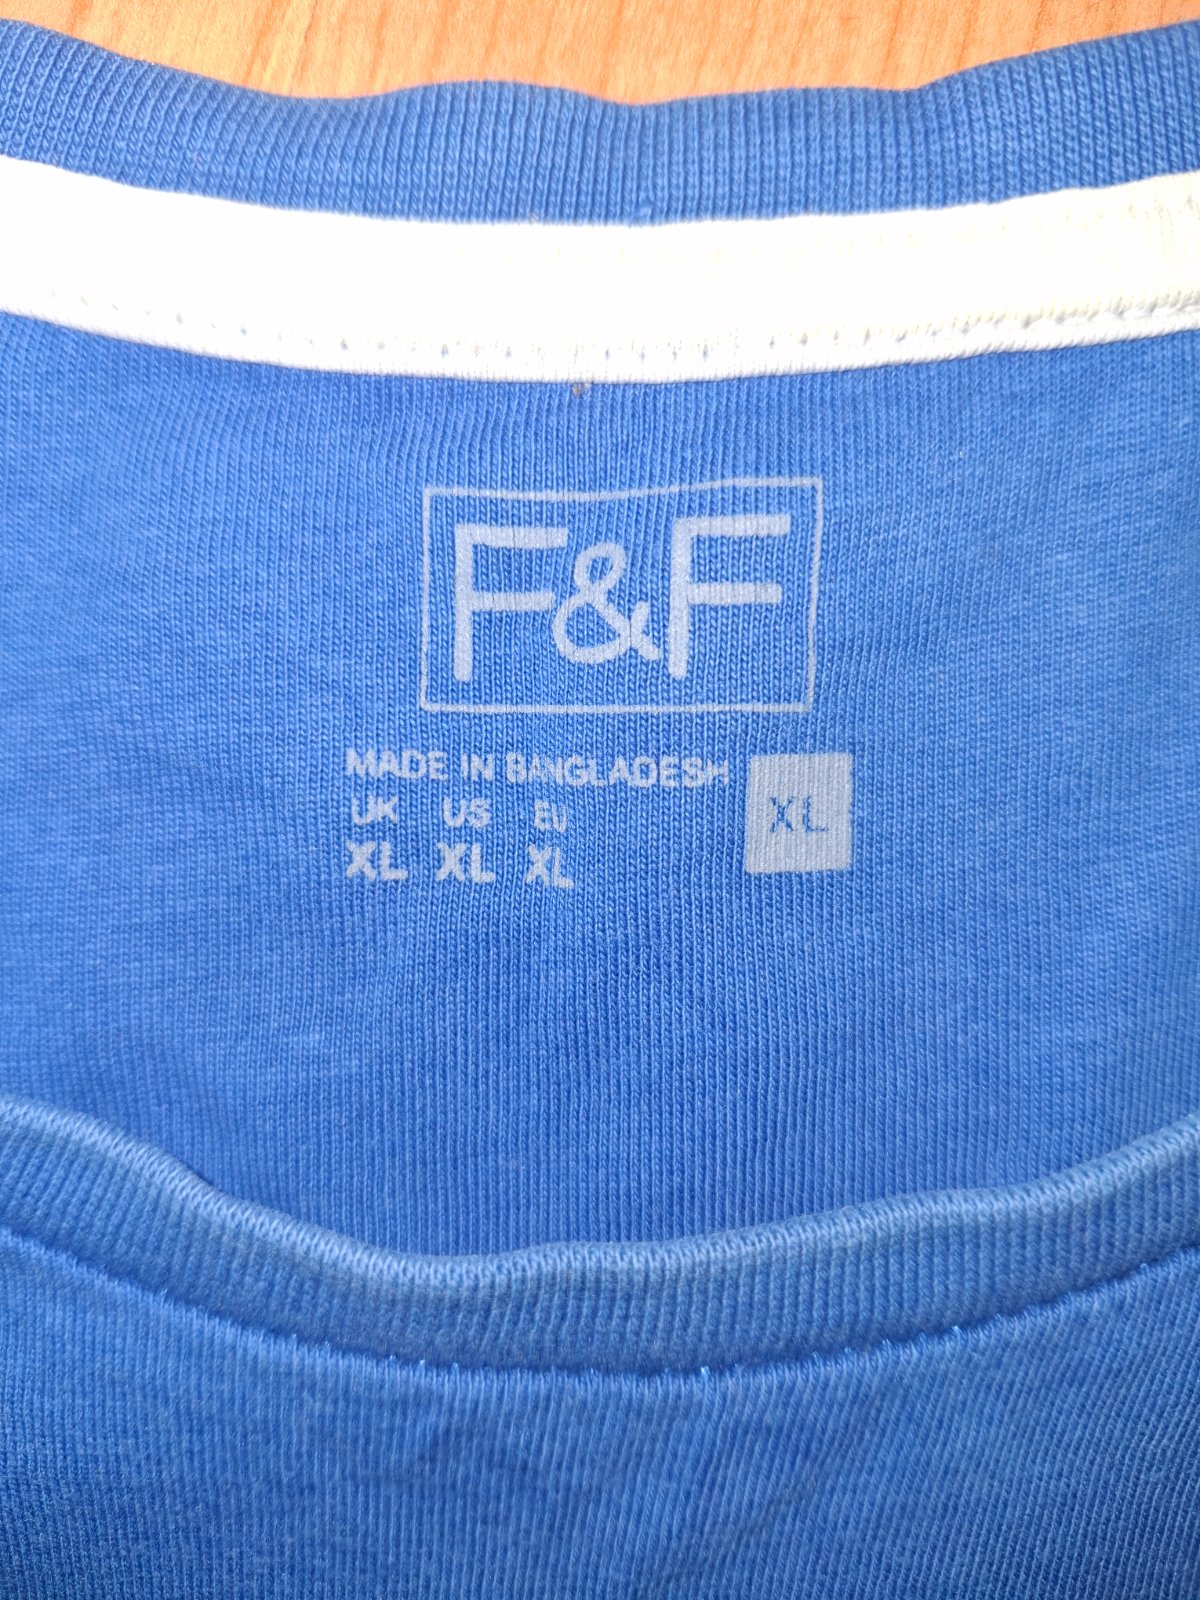 F&F
MADE IN BANGLADESH
UK US EU
XL XL XL
XL